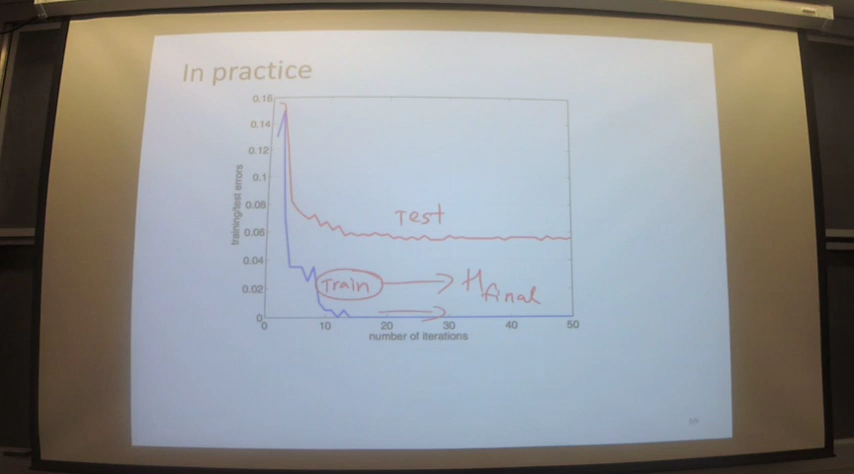 In practice
0.16
0.14
0.12
0.1
0.08
0.06
0.04
0.02
0
training/test errors
Test
Train
H final
0 10 20 30 40 50
number of iterations